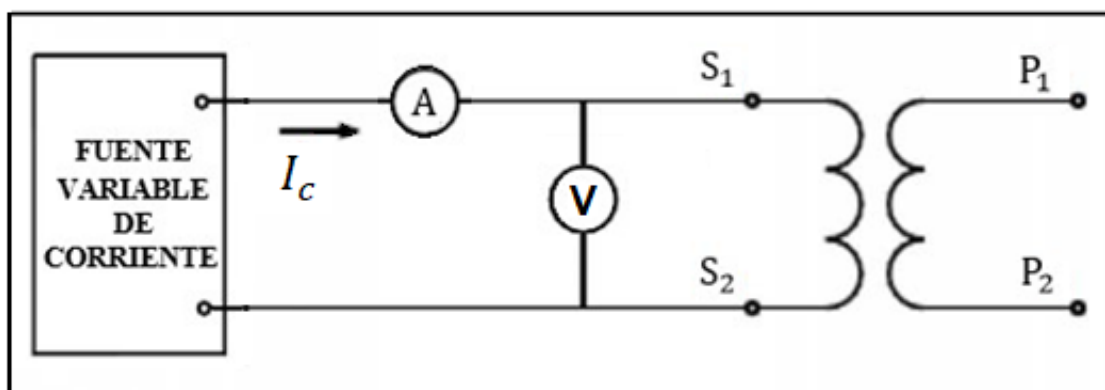 FUENTE
VARIABLE
DE
CORRIENTE
I_c
A
V
S₁
S₂
P₁
P₂